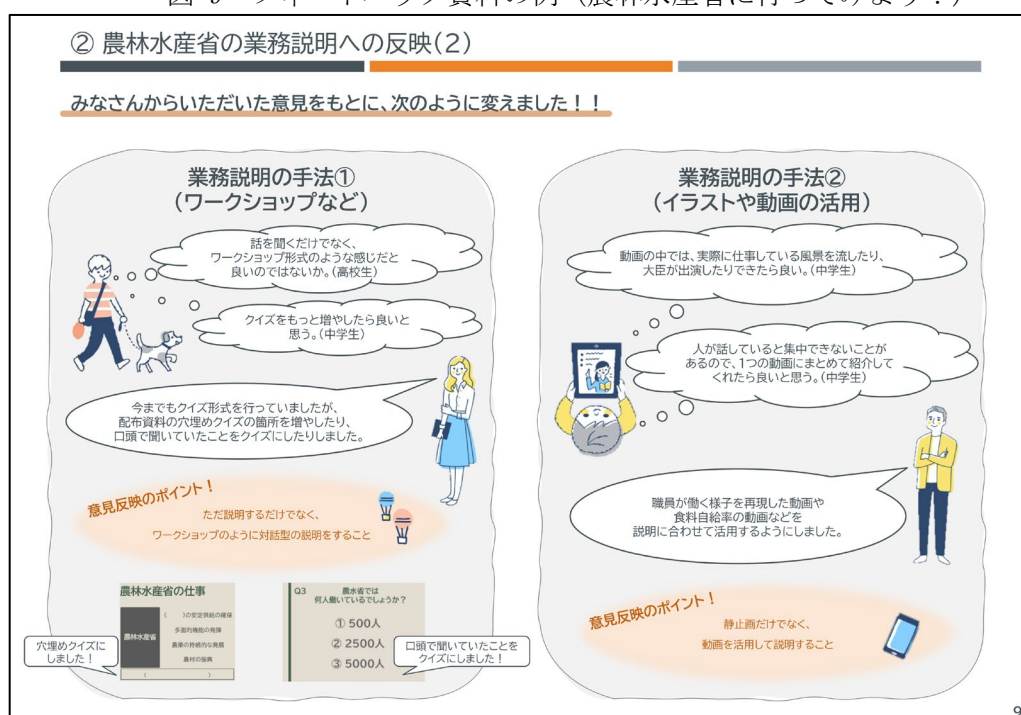 ② 農林水産省の業務説明への反映(2)
みなさんからいただいた意見をもとに、次のように変えました！！
業務説明の手法①
(ワークショップなど)
話を聞くだけでなく、
ワークショップ形式のような感じだと
良いのではないか。(高校生)
クイズをもっと増やしたら良いと
思う。(中学生)
今までもクイズ形式を行っていましたが、
配布資料の穴埋めクイズの箇所を増やしたり、
口頭で聞いていたことをクイズにしたりしました。
意見反映のポイント！
ただ説明するだけでなく、
ワークショップのように対話型の説明をすること
農林水産省の仕事
農林水産省
(　　)の安定供給の確保
多面的機能の発揮
農業の持続的な発展
農村の振興
(　　)
穴埋めクイズに
しました！
Q3 農水省では
何人働いているでしょうか？
① 500人
② 2500人
③ 5000人
口頭で聞いていたことを
クイズにしました！
業務説明の手法②
(イラストや動画の活用)
動画の中では、実際に仕事している風景を流したり、
大臣が出演したりできたら良い。(中学生)
人が話していると集中できないことが
あるので、1つの動画にまとめて紹介して
くれたら良いと思う。(中学生)
職員が働く様子を再現した動画や
食料自給率の動画などを
説明に合わせて活用するようにしました。
意見反映のポイント！
静止画だけでなく、
動画を活用して説明すること
9